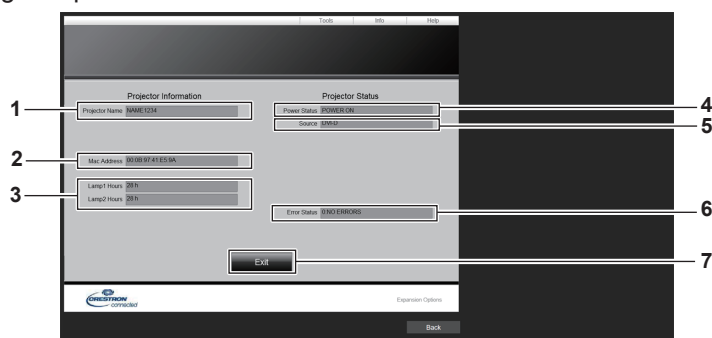 Tools Info Help
Projector Information Projector Status
1 Projector Name NAME1234 Power Status POWER ON 4
Source DVI-D 5
2 Mac Address 00:0B:97:41:E5:9A
3 Lamp1 Hours 28 h
Lamp2 Hours 28 h
Error Status 0:NO ERRORS 6
Exit 7
CRESTRON connected Expansion Options
Back